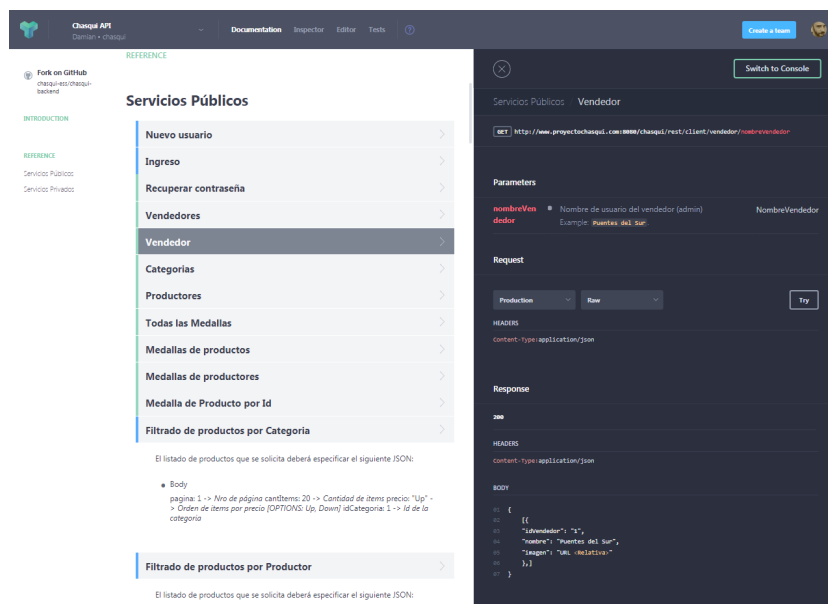 Chasqui API
Damian • chasqui
Documentation Inspector Editor Tests
Create a team
Fork on GitHub
chasqui-ess/chasqui-
backend
INTRODUCTION
REFERENCE
Servicios Públicos
Servicios Privados
REFERENCE
Servicios Públicos
Nuevo usuario
Ingreso
Recuperar contraseña
Vendedores
Vendedor
Categorias
Productores
Todas las Medallas
Medallas de productos
Medallas de productores
Medalla de Producto por Id
Filtrado de productos por Categoria
El listado de productos que se solicita deberá especificar el siguiente JSON:
• Body
pagina: 1 -> Nro de página cantItems: 20 -> Cantidad de items precio: "Up" -
> Orden de items por precio [OPTIONS: Up, Down] idCategoria: 1 -> Id de la
categoria
Filtrado de productos por Productor
El listado de productos que se solicita deberá especificar el siguiente JSON:
Switch to Console
Servicios Públicos Vendedor
GET http://www.proyectochasqui.com:8080/chasqui/rest/client/vendedor/nombreVendedor
Parameters
nombreVen
dedor
Nombre de usuario del vendedor (admin)
NombreVendedor
Example: Puentes del Sur.
Request
Production Raw Try
HEADERS
Content-Type:application/json
Response
200
HEADERS
Content-Type:application/json
BODY
01 {
02 [{
03 "idVendedor": "1",
04 "nombre": "Puentes del Sur",
05 "imagen": "URL <Relativa>"
06 },]
07 }